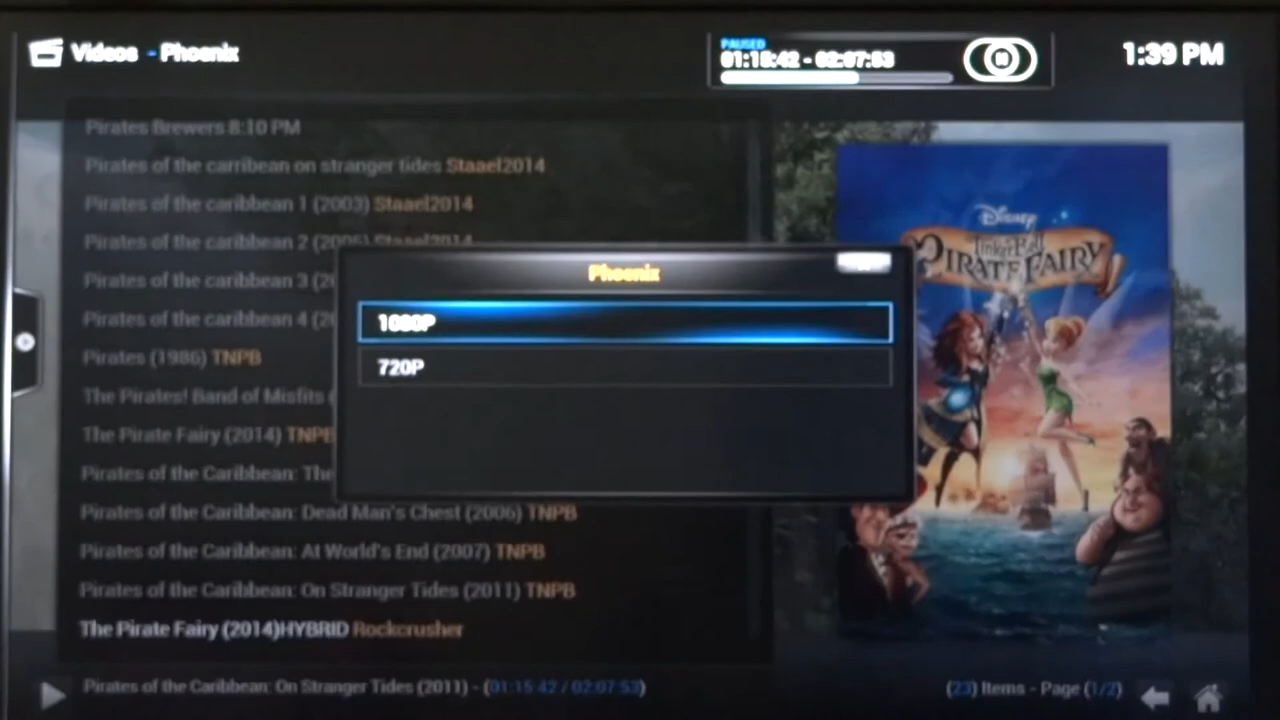 Videos - Phoenix
PAUSED
01:15:42 - 02:07:53
1:39 PM
Pirates Brewers 8:10 PM
Pirates of the carribean on stranger tides Staael2014
Pirates of the caribbean 1 (2003) Staael2014
Pirates of the caribbean 2 (2006) Staael2014
Pirates of the caribbean 3 (2
Pirates of the caribbean 4 (2
Pirates (1986) TNPB
The Pirates! Band of Misfits (
The Pirate Fairy (2014) TNPB
Pirates of the Caribbean: The
Pirates of the Caribbean: Dead Man's Chest (2006) TNPB
Pirates of the Caribbean: At World's End (2007) TNPB
Pirates of the Caribbean: On Stranger Tides (2011) TNPB
The Pirate Fairy (2014)HYBRID Rockcrusher
Phoenix
1080P
720P
Disney
TinkerBell
PIRATE FAIRY
Pirates of the Caribbean: On Stranger Tides (2011) - (01:15:42 / 02:07:53)
(23) Items - Page (1/2)